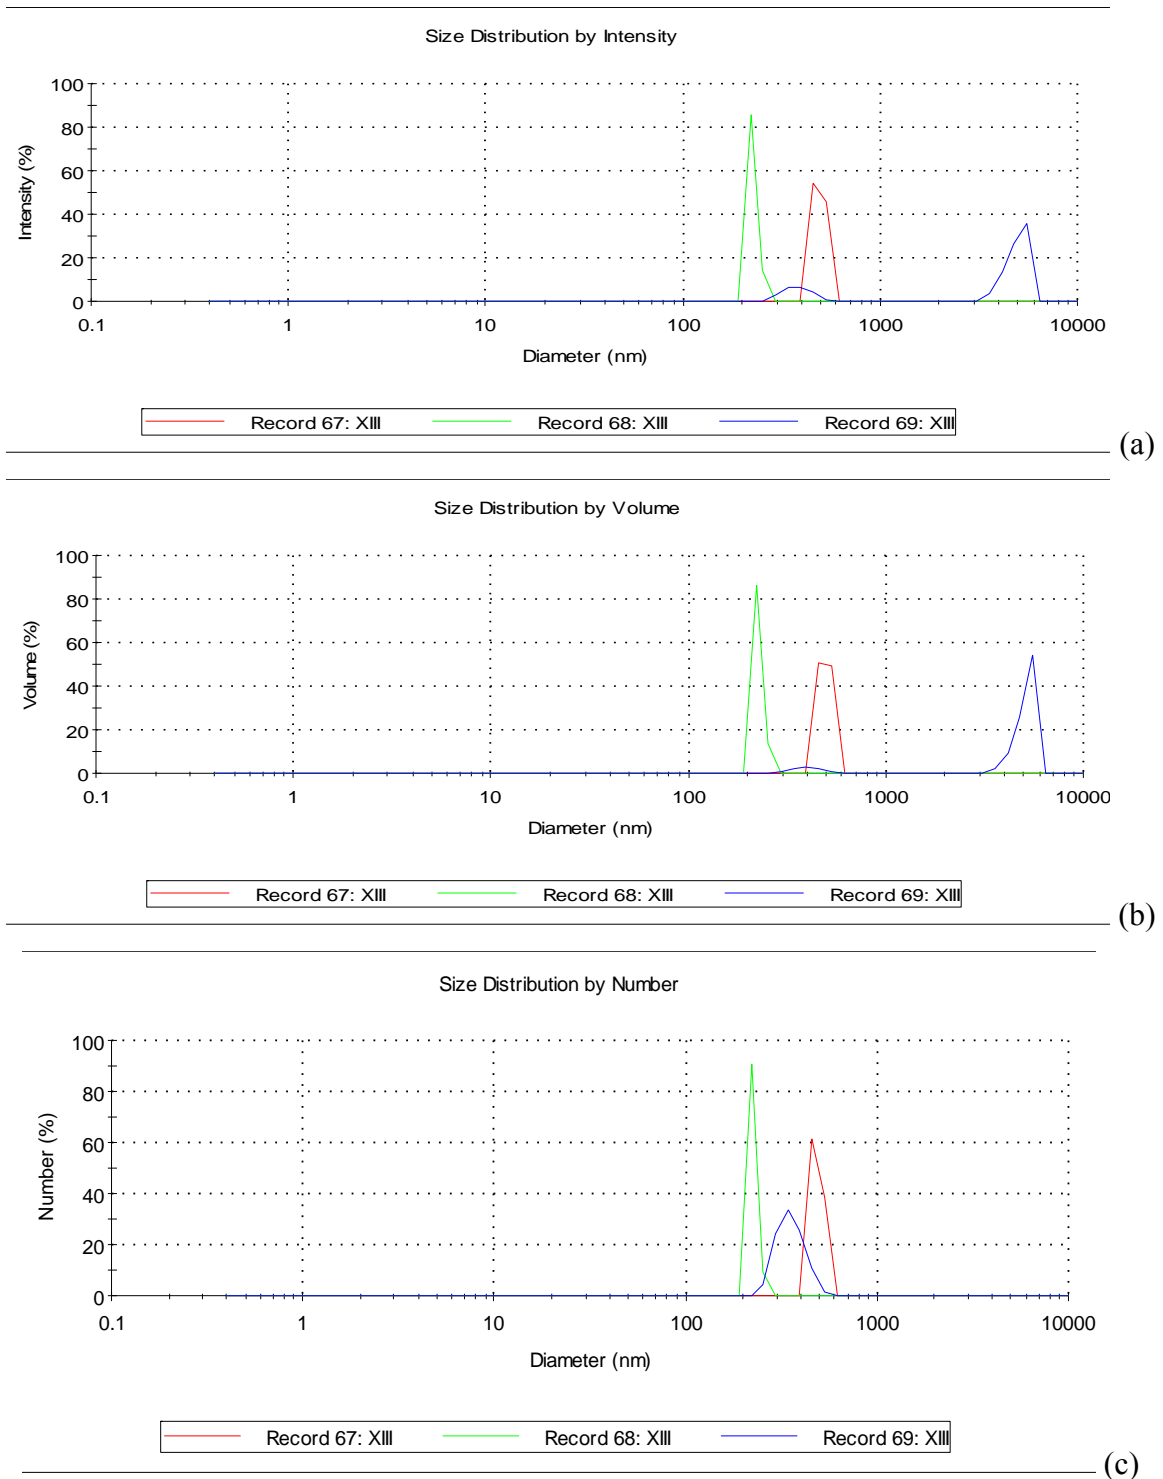 Size Distribution by Intensity
100
80
60
40
20
0
Intensity (%)
0.1 1 10 100 1000 10000
Diameter (nm)
Record 67: XIII Record 68: XIII Record 69: XIII
(a)
Size Distribution by Volume
100
80
60
40
20
0
Volume (%)
0.1 1 10 100 1000 10000
Diameter (nm)
Record 67: XIII Record 68: XIII Record 69: XIII
(b)
Size Distribution by Number
100
80
60
40
20
0
Number (%)
0.1 1 10 100 1000 10000
Diameter (nm)
Record 67: XIII Record 68: XIII Record 69: XIII
(c)